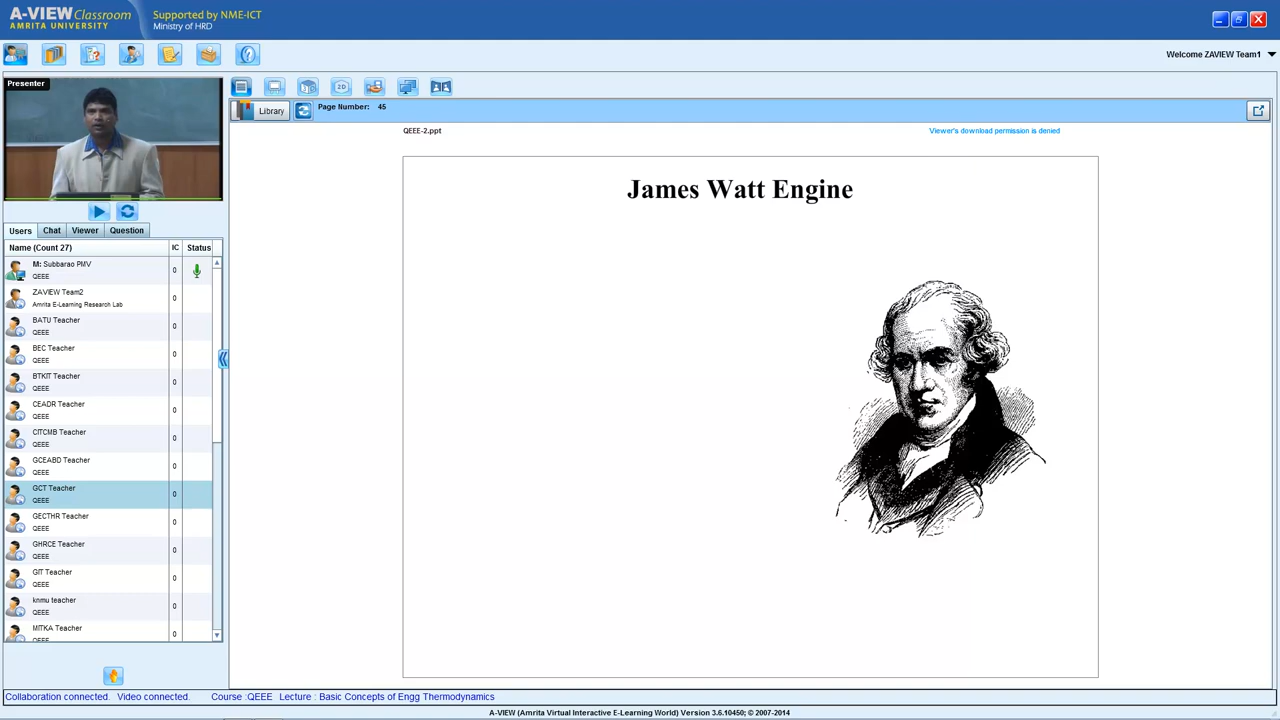 A-VIEW Classroom
AMRITA UNIVERSITY
Supported by NME-ICT
Ministry of HRD
Welcome ZAVIEW Team1
Presenter
Library
Page Number: 45
QEEE-2.ppt
Viewer's download permission is denied
James Watt Engine
Users Chat Viewer Question
Name (Count 27) IC Status
M: Subbarao PMV
QEEE
0
ZAVIEW Team2
Amrita E-Learning Research Lab
0
BATU Teacher
QEEE
0
BEC Teacher
QEEE
0
BTKIT Teacher
QEEE
0
CEADR Teacher
QEEE
0
CITCMB Teacher
QEEE
0
GCEABD Teacher
QEEE
0
GCT Teacher
QEEE
0
GECTHR Teacher
QEEE
0
GHRCE Teacher
QEEE
0
GIT Teacher
QEEE
0
knmu teacher
QEEE
0
MITKA Teacher
QEEE
0
Collaboration connected. Video connected. Course :QEEE Lecture : Basic Concepts of Engg Thermodynamics
A-VIEW (Amrita Virtual Interactive E-Learning World) Version 3.6.10450; © 2007-2014